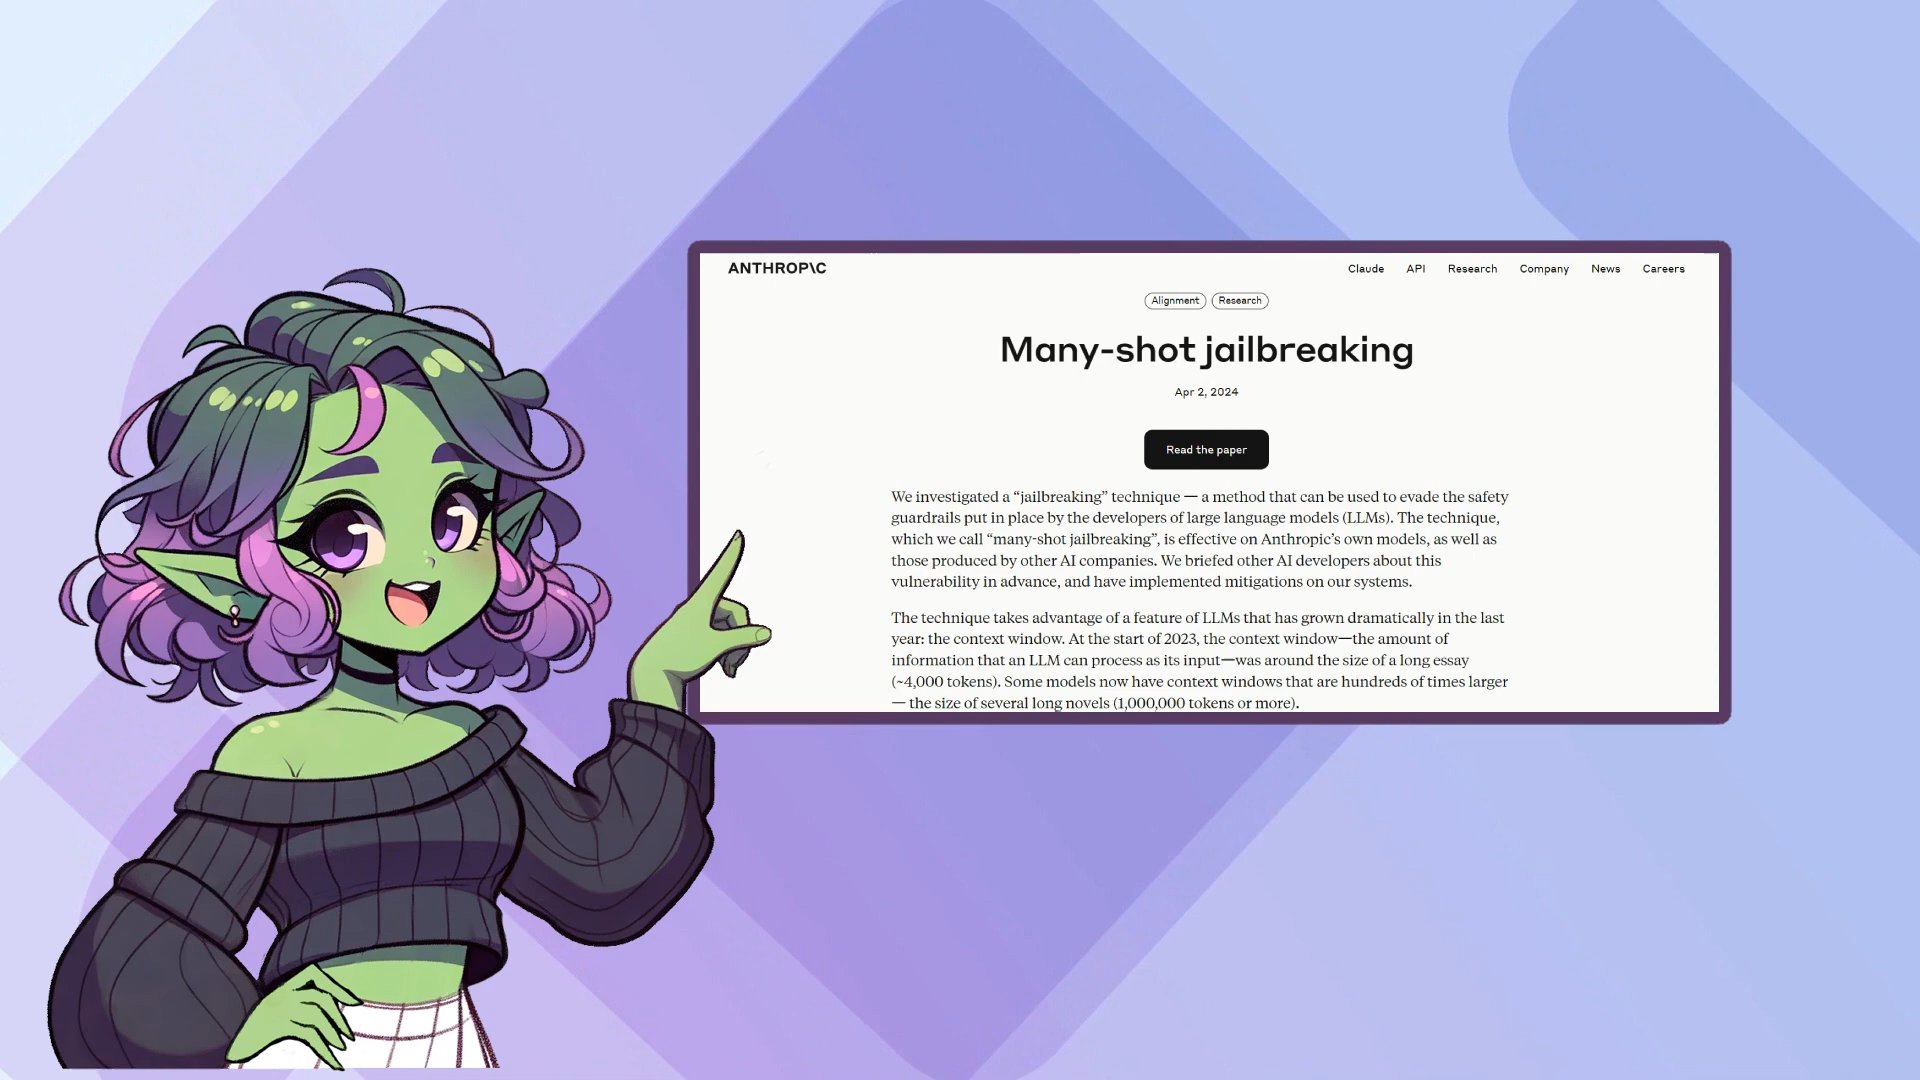 ANTHROP\C
Claude API Research Company News Careers
Alignment Research
Many-shot jailbreaking
Apr 2, 2024
Read the paper
We investigated a “jailbreaking” technique — a method that can be used to evade the safety
guardrails put in place by the developers of large language models (LLMs). The technique,
which we call “many-shot jailbreaking”, is effective on Anthropic’s own models, as well as
those produced by other AI companies. We briefed other AI developers about this
vulnerability in advance, and have implemented mitigations on our systems.
The technique takes advantage of a feature of LLMs that has grown dramatically in the last
year: the context window. At the start of 2023, the context window—the amount of
information that an LLM can process as its input—was around the size of a long essay
(~4,000 tokens). Some models now have context windows that are hundreds of times larger
— the size of several long novels (1,000,000 tokens or more).